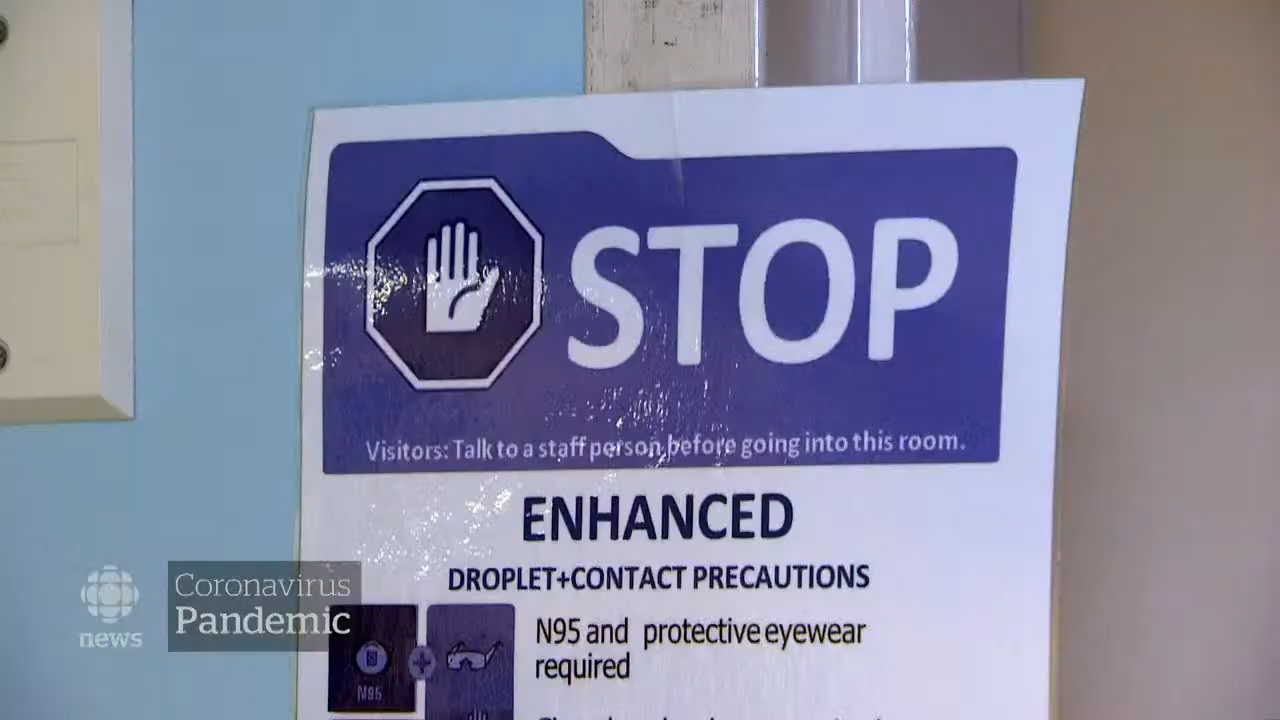 STOP
Visitors: Talk to a staff person before going into this room.
ENHANCED
DROPLET+CONTACT PRECAUTIONS
N95 and protective eyewear
required
N95
news
Coronavirus
Pandemic